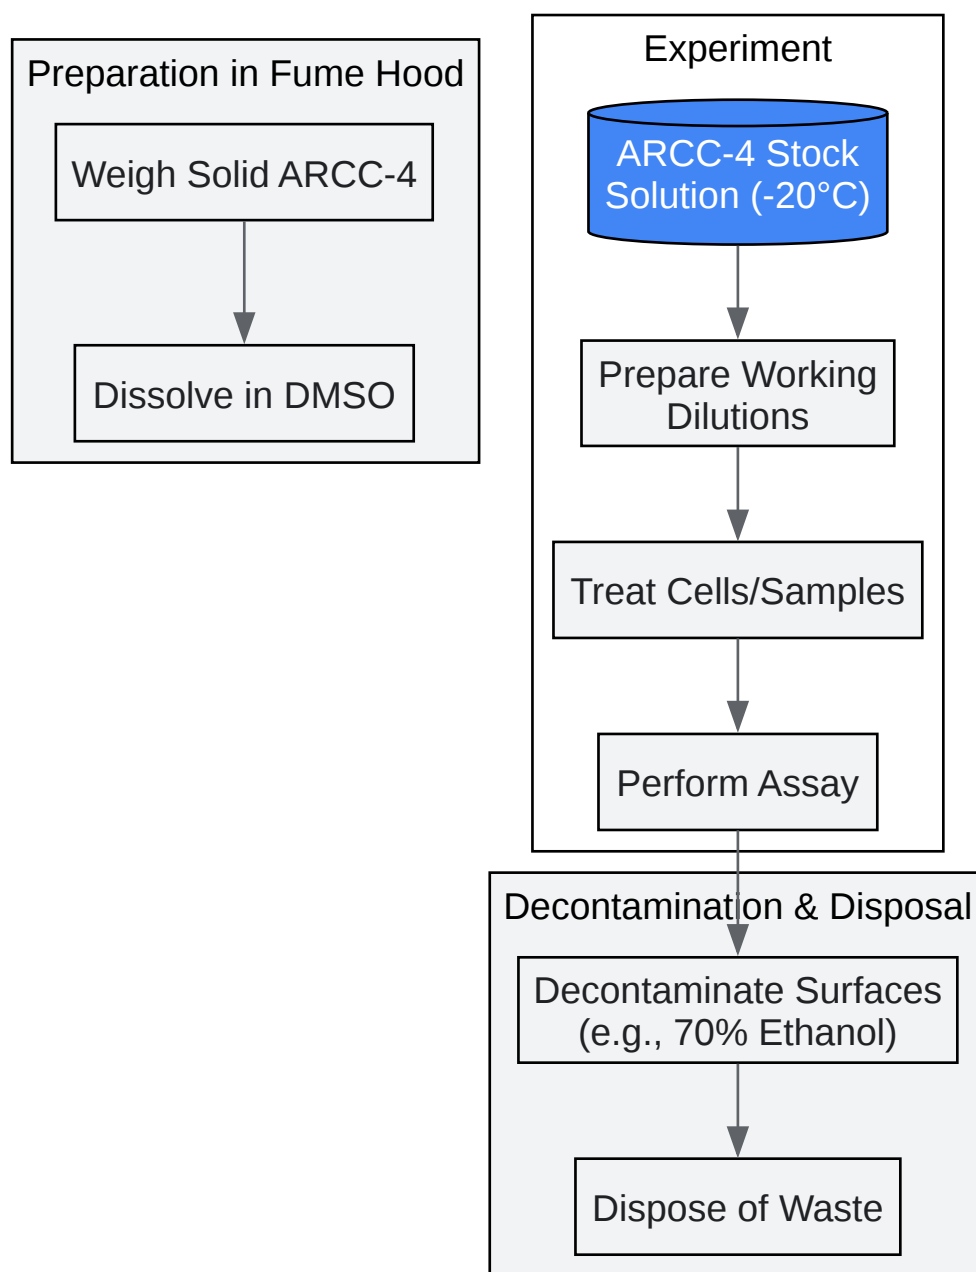 Preparation in Fume Hood
Weigh Solid ARCC-4
Dissolve in DMSO
Experiment
ARCC-4 Stock
Solution (-20°C)
Prepare Working
Dilutions
Treat Cells/Samples
Perform Assay
Decontamination & Disposal
Decontaminate Surfaces
(e.g., 70% Ethanol)
Dispose of Waste